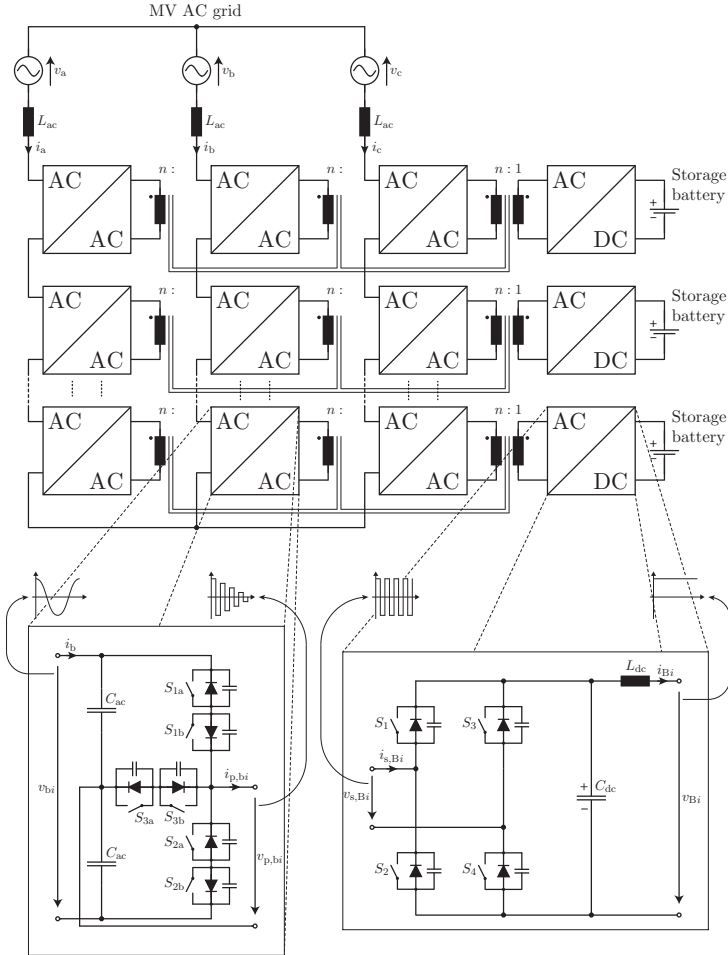 MV AC grid
v_a
v_b
v_c
L_ac
L_ac
L_ac
i_a
i_b
i_c
n :
n :
n : 1
AC
AC
AC
AC
AC
AC
AC
DC
+
−
Storage
battery
n :
n :
n : 1
AC
AC
AC
AC
AC
AC
AC
DC
+
−
Storage
battery
n :
n :
n : 1
AC
AC
AC
AC
AC
AC
AC
DC
+
−
Storage
battery
i_b
C_ac
S_1a
S_1b
v_bi
S_3a
S_3b
i_p,bi
C_ac
S_2a
S_2b
v_p,bi
L_dc
i_Bi
S_1
S_3
i_s,Bi
v_s,Bi
+
−
C_dc
v_Bi
S_2
S_4